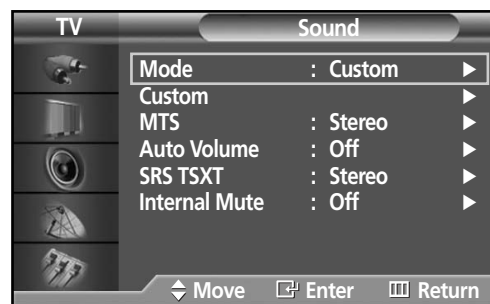 TV Sound
Mode : Custom ▶
Custom ▶
MTS : Stereo ▶
Auto Volume : Off ▶
SRS TSXT : Stereo ▶
Internal Mute : Off ▶
Move Enter Return